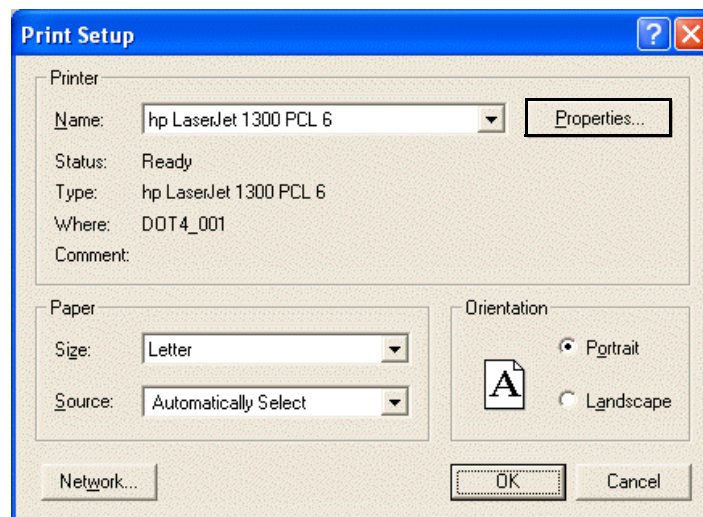 Print Setup
Printer
Name: hp LaserJet 1300 PCL 6 Properties...
Status: Ready
Type: hp LaserJet 1300 PCL 6
Where: DOT4_001
Comment:
Paper
Size: Letter
Source: Automatically Select
Orientation
A
Portrait
Landscape
Network... OK Cancel